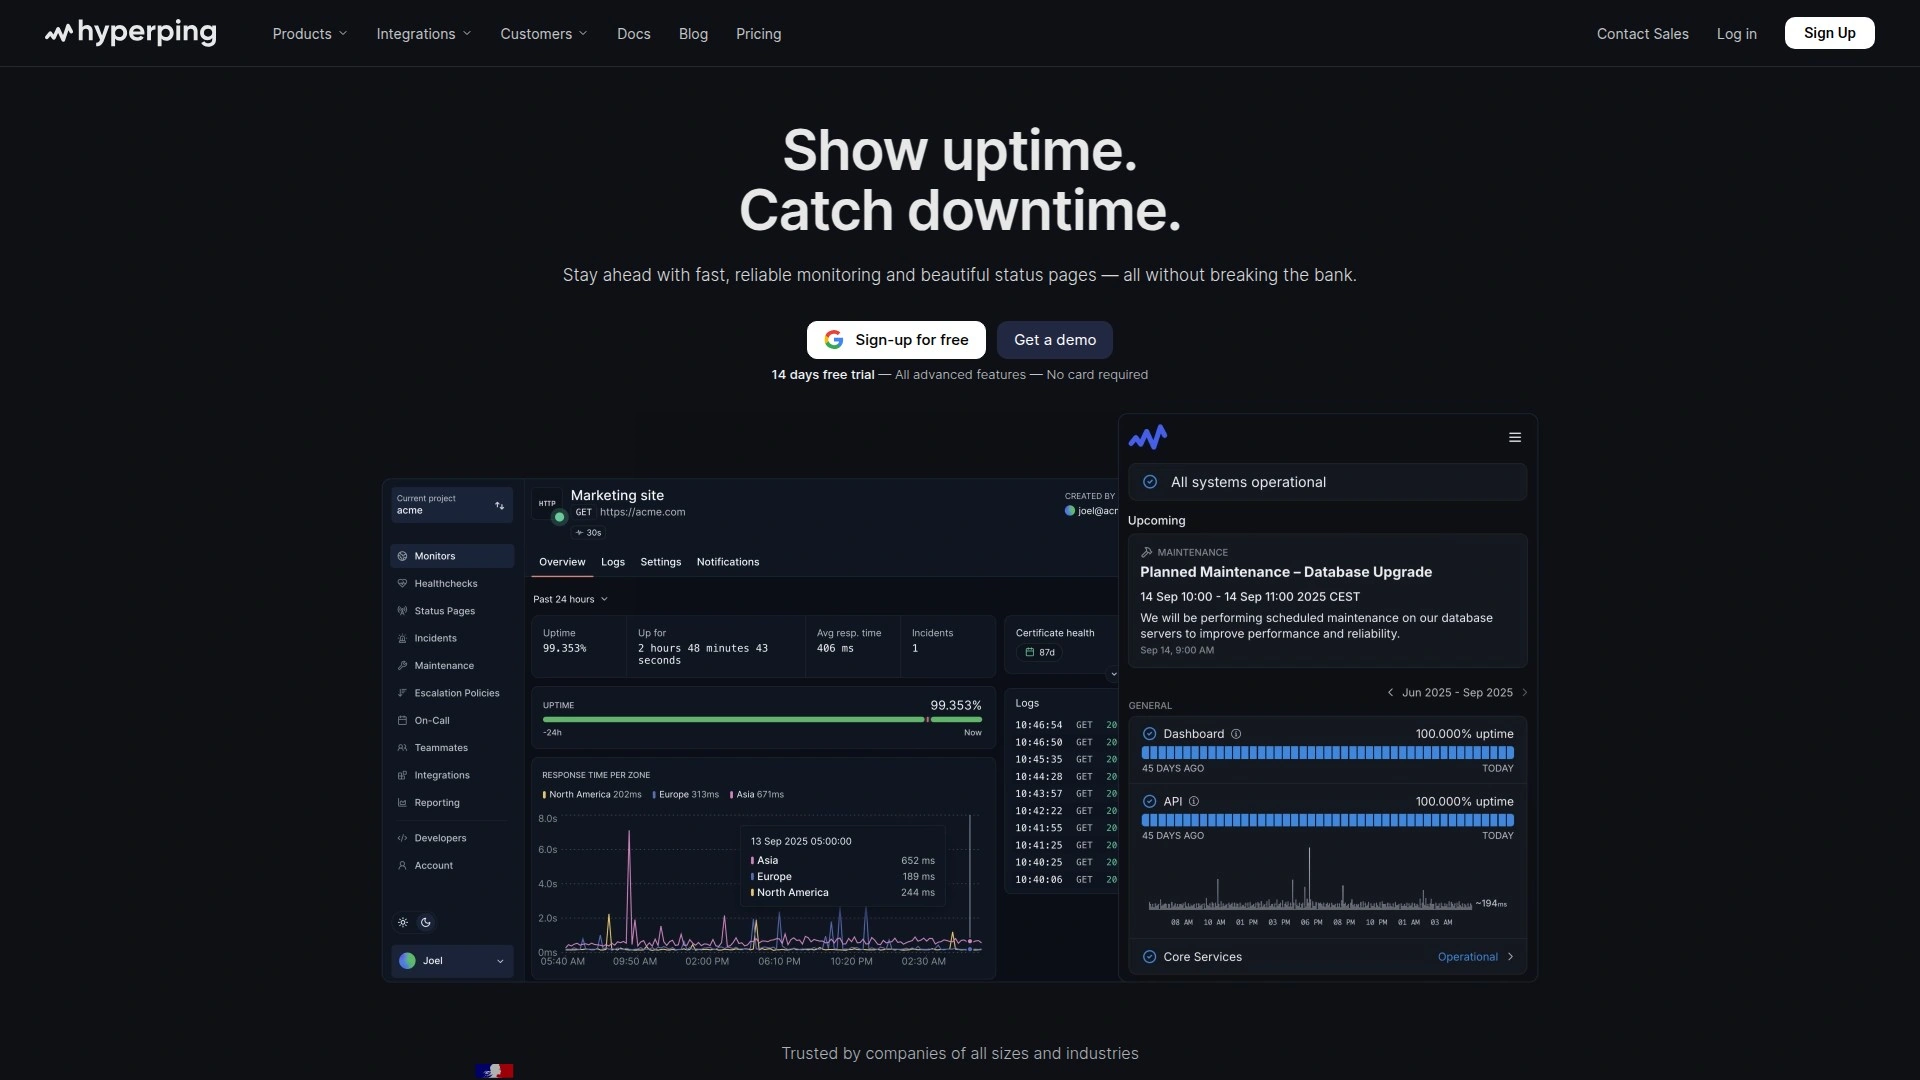 hyperping
Products
Integrations
Customers
Docs
Blog
Pricing
Contact Sales
Log in
Sign Up
Show uptime.
Catch downtime.
Stay ahead with fast, reliable monitoring and beautiful status pages — all without breaking the bank.
Sign-up for free
Get a demo
14 days free trial — All advanced features — No card required
Current project
acme
Monitors
Healthchecks
Status Pages
Incidents
Maintenance
Escalation Policies
On-Call
Teammates
Integrations
Reporting
Developers
Account
Joel
HTTP
Marketing site
GET https://acme.com
30s
CREATED BY
joel@acm
Overview
Logs
Settings
Notifications
Past 24 hours
Uptime
99.353%
Up for
2 hours 48 minutes 43
seconds
Avg resp. time
406 ms
Incidents
1
Certificate health
87d
UPTIME
99.353%
-24h
Now
RESPONSE TIME PER ZONE
North America 202ms
Europe 313ms
Asia 671ms
8.0s
6.0s
4.0s
2.0s
0ms
13 Sep 2025 05:00:00
Asia 652 ms
Europe 189 ms
North America 244 ms
05:40 AM
09:50 AM
02:00 PM
06:10 PM
10:20 PM
02:30 AM
Logs
10:46:54 GET 20
10:46:50 GET 20
10:45:35 GET 20
10:44:28 GET 20
10:43:57 GET 20
10:42:22 GET 20
10:41:55 GET 20
10:41:25 GET 20
10:40:25 GET 20
10:40:06 GET 20
All systems operational
Upcoming
MAINTENANCE
Planned Maintenance – Database Upgrade
14 Sep 10:00 - 14 Sep 11:00 2025 CEST
We will be performing scheduled maintenance on our database
servers to improve performance and reliability.
Sep 14, 9:00 AM
Jun 2025 - Sep 2025
GENERAL
Dashboard
100.000% uptime
45 DAYS AGO
TODAY
API
100.000% uptime
45 DAYS AGO
TODAY
~194ms
08 AM
10 AM
01 PM
03 PM
06 PM
08 PM
10 PM
01 AM
03 AM
Core Services
Operational
Trusted by companies of all sizes and industries